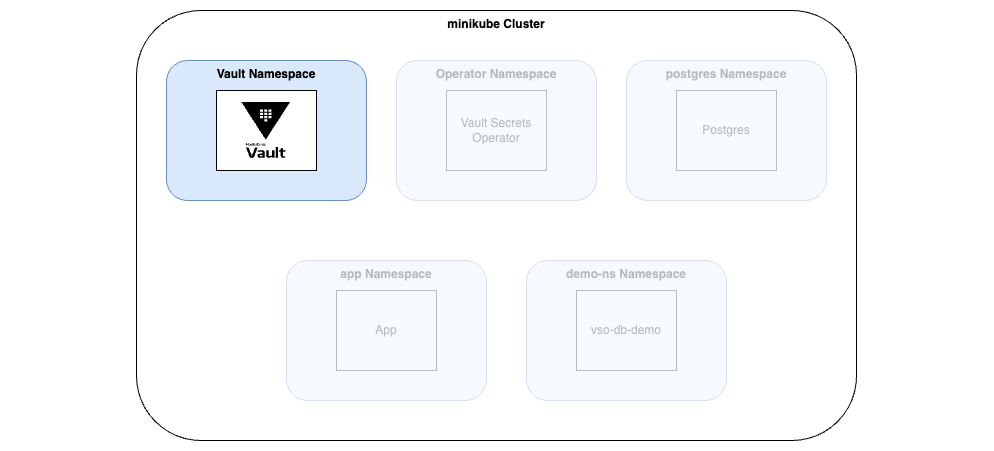 minikube Cluster
Vault Namespace
HashiCorp
Vault
Operator Namespace
Vault Secrets
Operator
postgres Namespace
Postgres
app Namespace
App
demo-ns Namespace
vso-db-demo